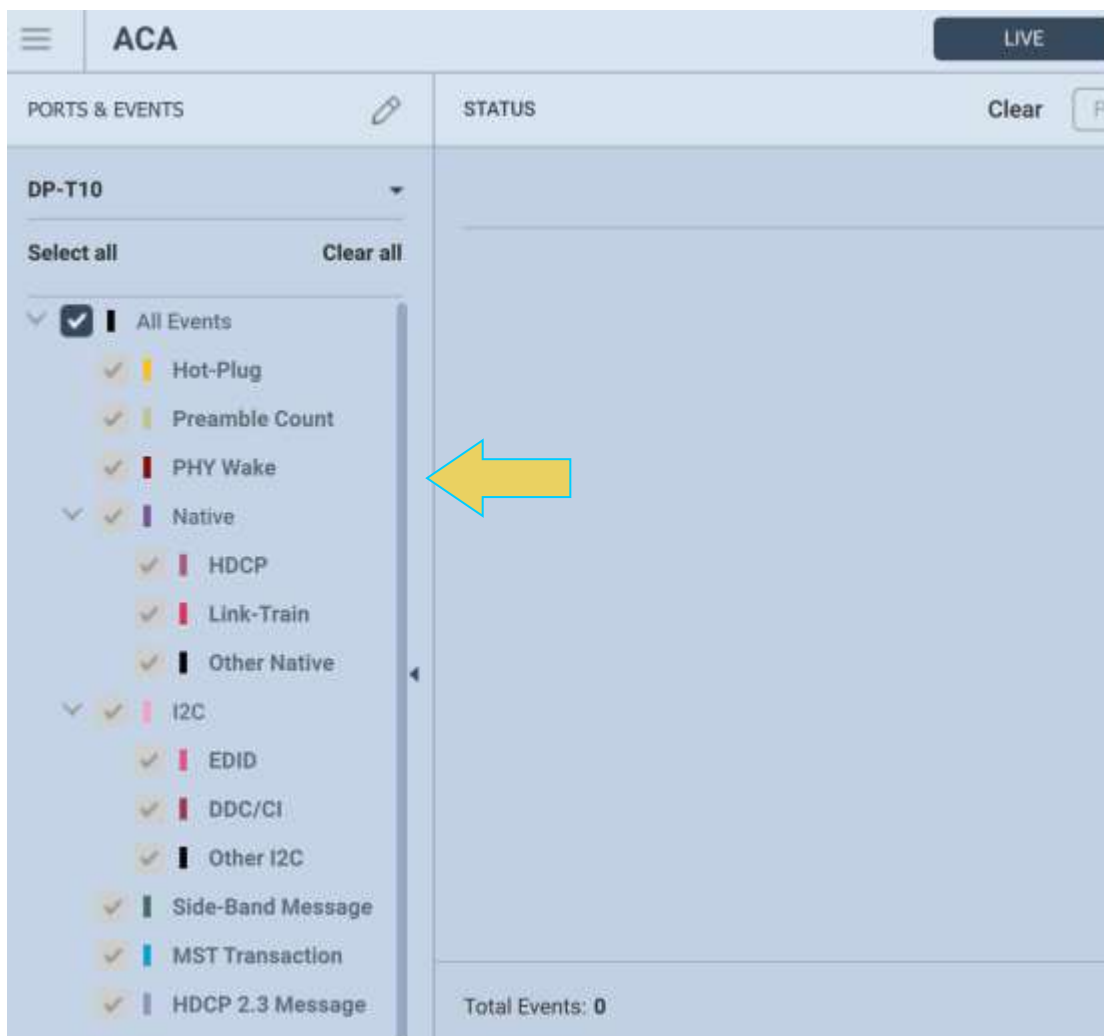 ACA
LIVE
PORTS & EVENTS
STATUS
Clear
DP-T10
Select all
Clear all
All Events
Hot-Plug
Preamble Count
PHY Wake
Native
HDCP
Link-Train
Other Native
I2C
EDID
DDC/CI
Other I2C
Side-Band Message
MST Transaction
HDCP 2.3 Message
Total Events: 0